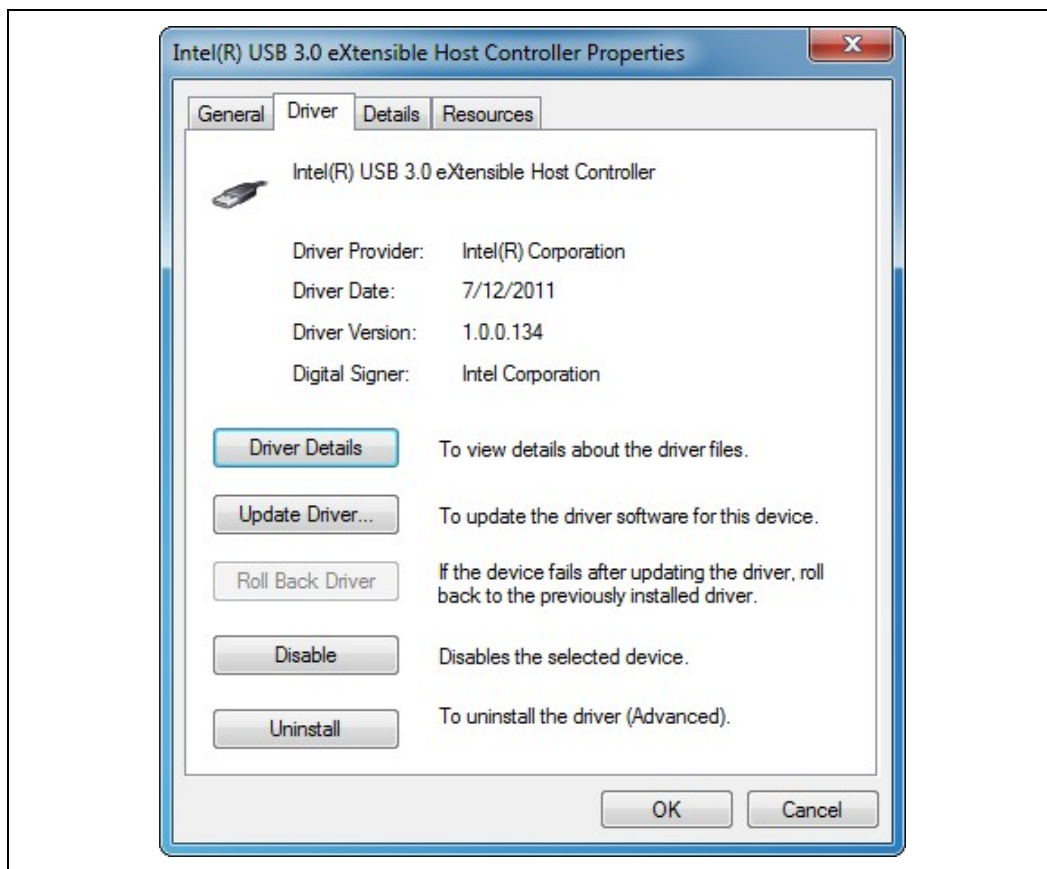 Intel(R) USB 3.0 eXtensible Host Controller Properties
X
General Driver Details Resources
Intel(R) USB 3.0 eXtensible Host Controller
Driver Provider: Intel(R) Corporation
Driver Date: 7/12/2011
Driver Version: 1.0.0.134
Digital Signer: Intel Corporation
Driver Details To view details about the driver files.
Update Driver... To update the driver software for this device.
Roll Back Driver If the device fails after updating the driver, roll
back to the previously installed driver.
Disable Disables the selected device.
Uninstall To uninstall the driver (Advanced).
OK Cancel